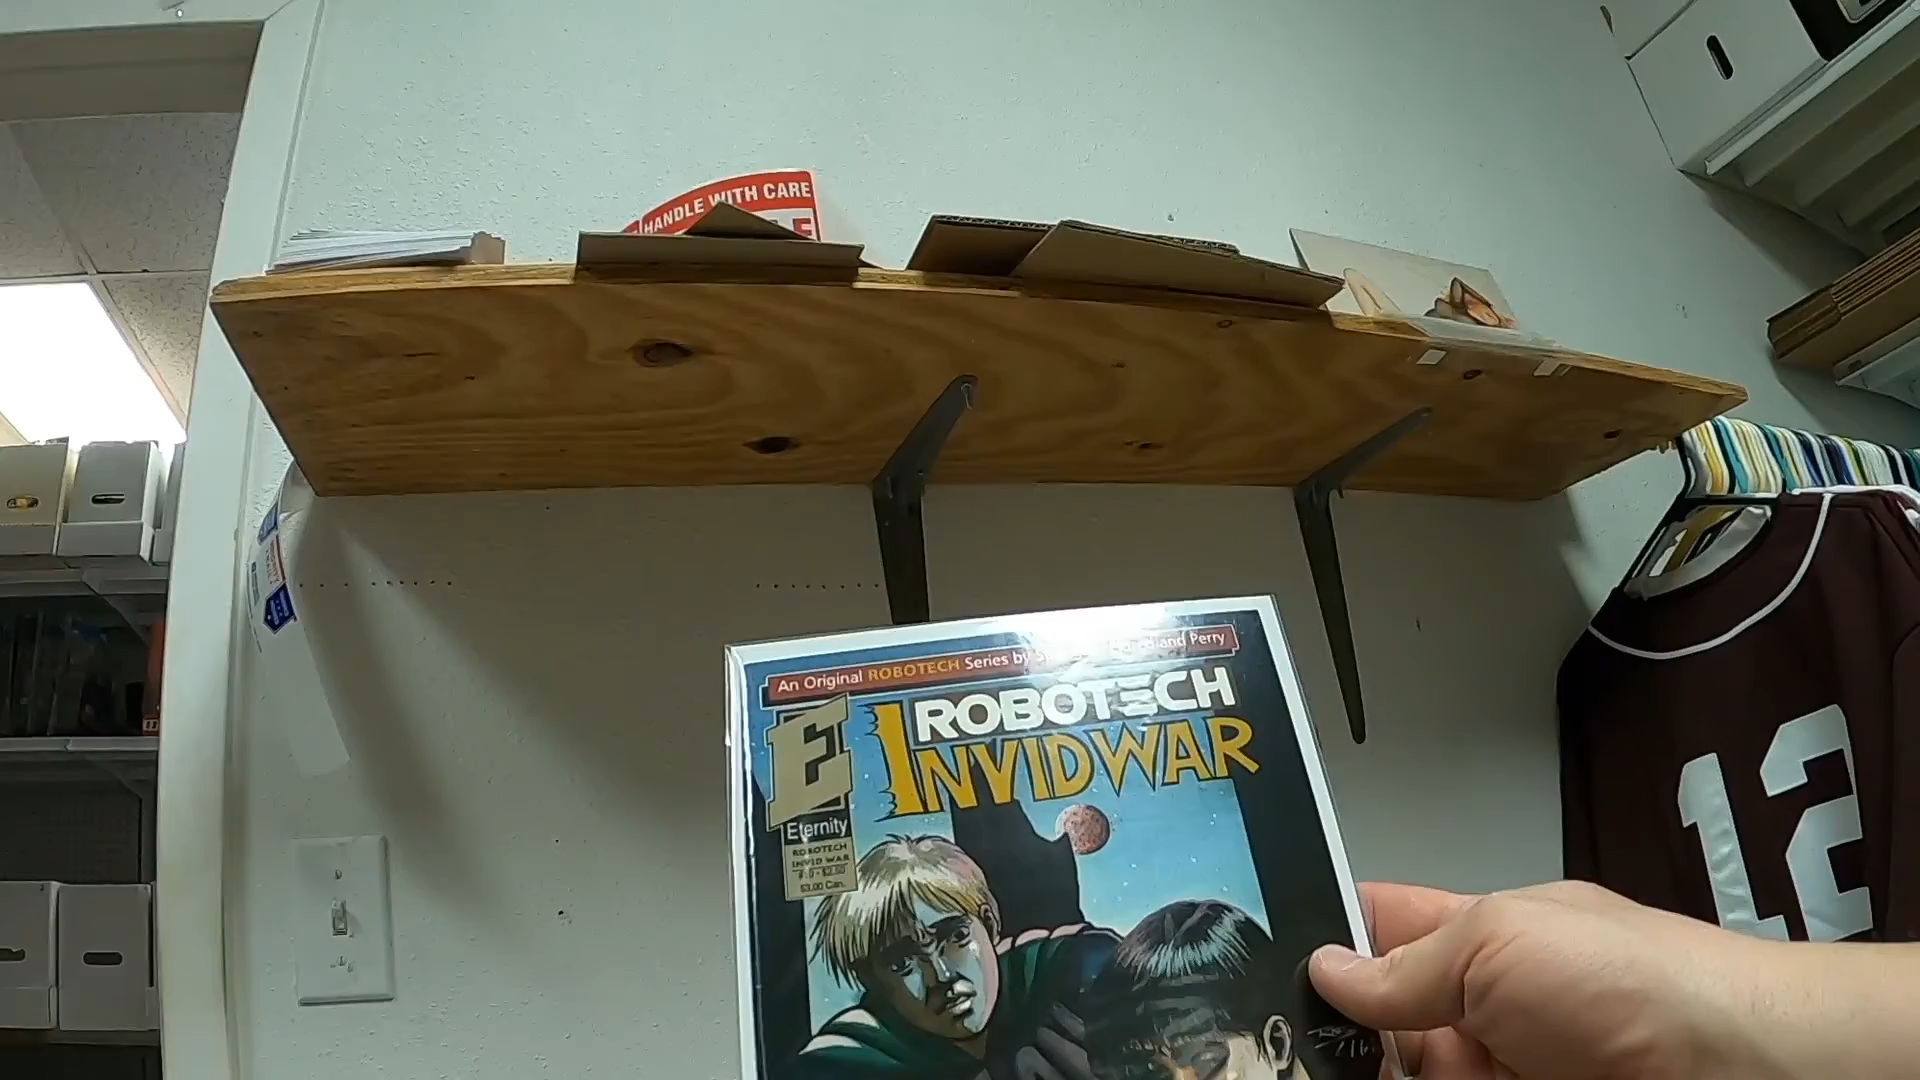 HANDLE WITH CARE
An Original ROBOTECH Series by and Perry
ROBOTECH
INVID WAR
E
Eternity
ROBOTECH
INVID WAR
$3.00 Can.
12